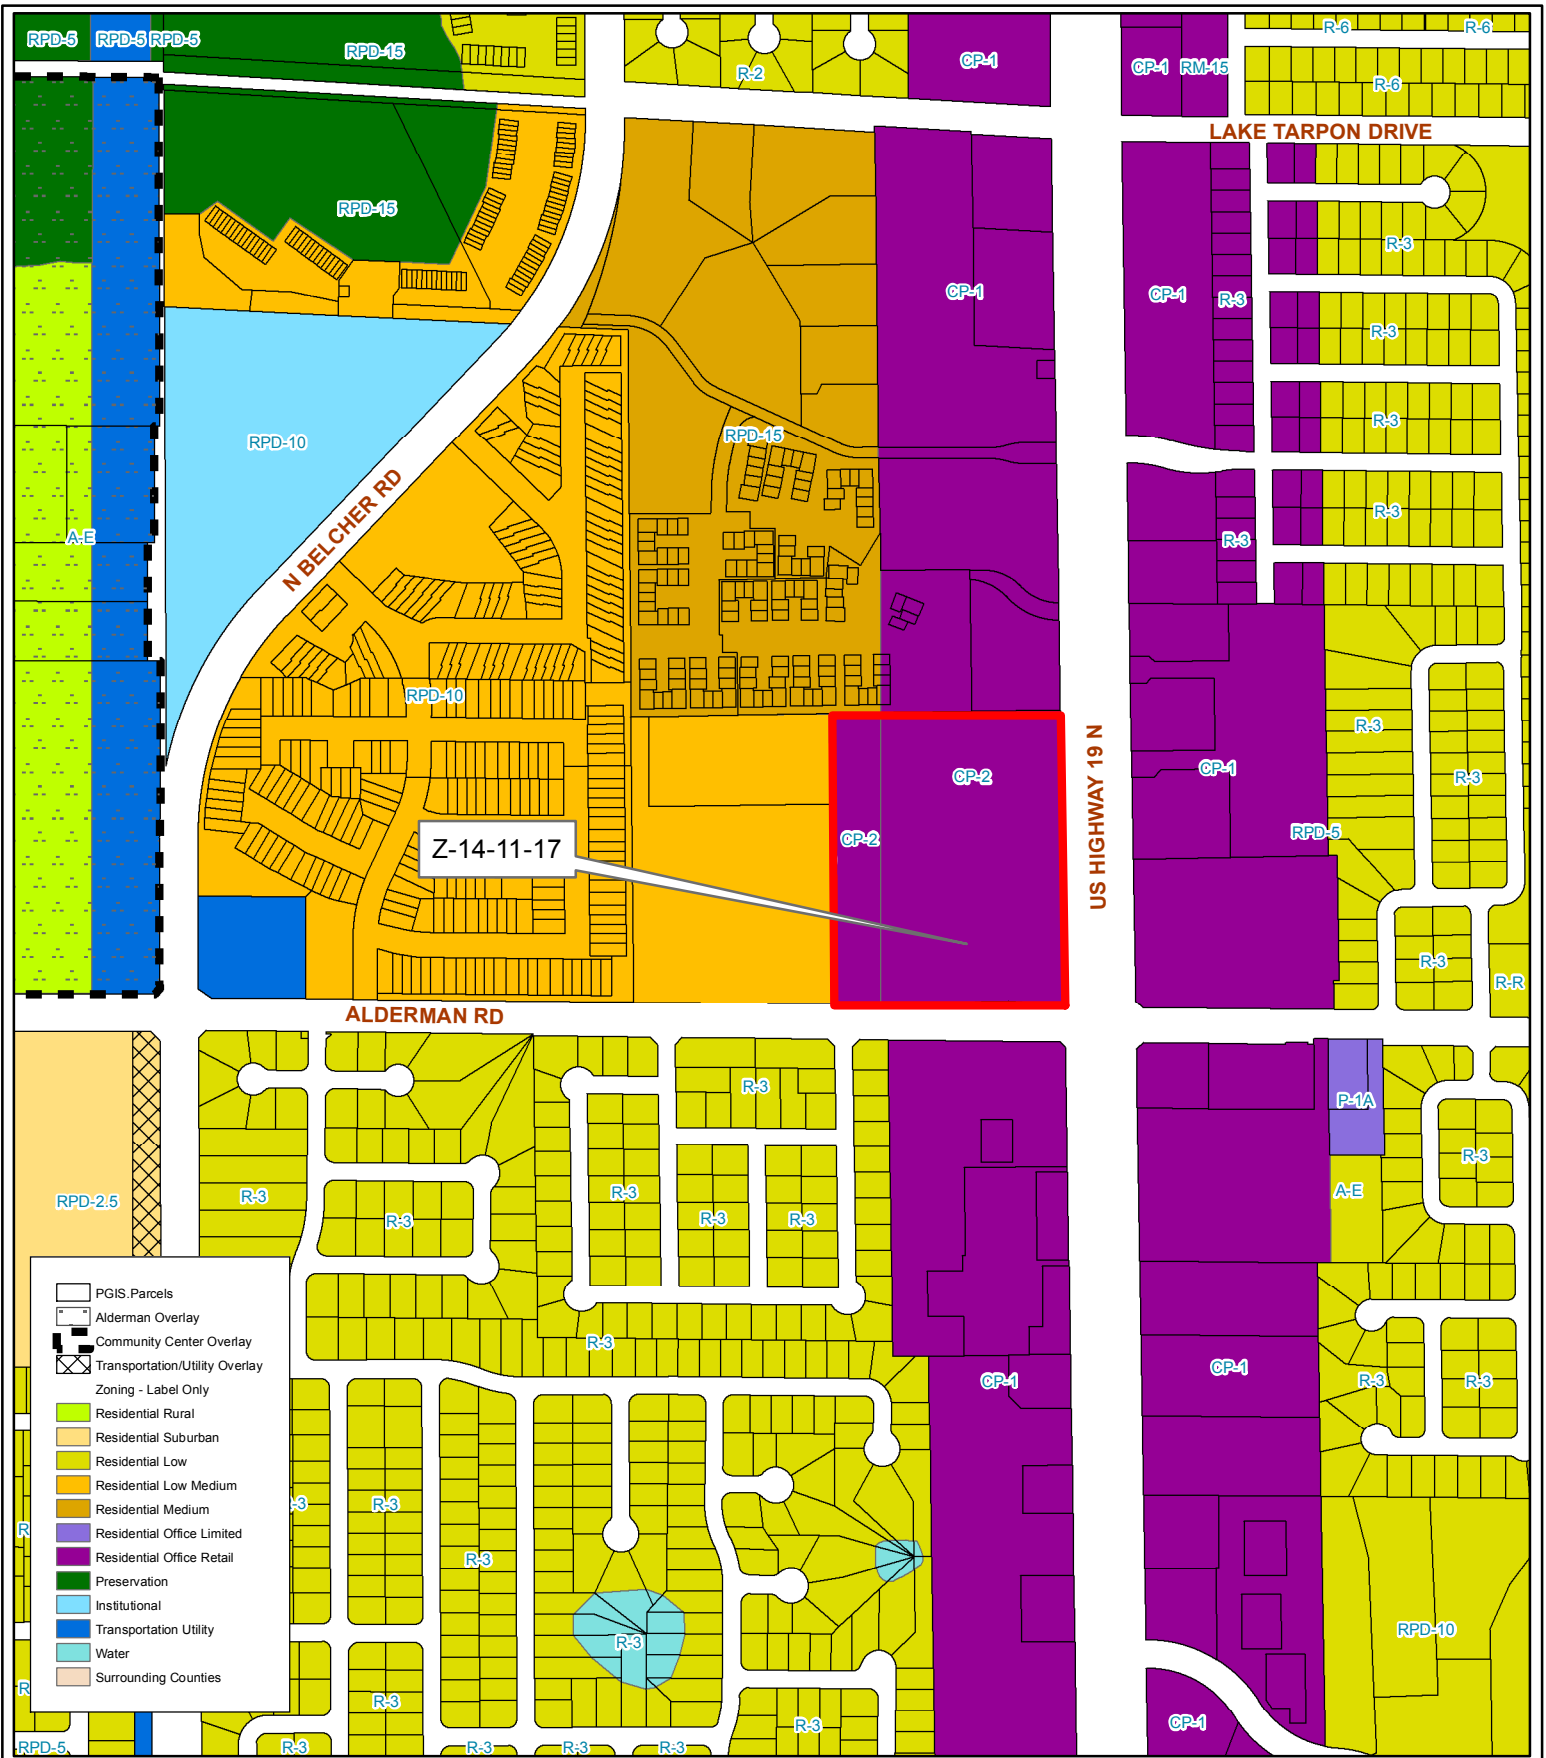 RPD-5
RPD-5
RPD-5
RPD-15
R-2
CP-1
CP-1
RM-15
R-6
R-6
R-6
LAKE TARPON DRIVE
RPD-15
R-3
CP-1
CP-1
R-3
R-3
RPD-10
RPD-15
R-3
N BELCHER RD
R-3
A-E
R-3
RPD-10
R-3
US HIGHWAY 19 N
CP-2
CP-1
R-3
CP-2
RPD-5
Z-14-11-17
R-3
R-R
ALDERMAN RD
R-3
P-1A
R-3
RPD-2.5
R-3
R-3
R-3
R-3
R-3
A-E
R-3
CP-1
CP-1
R-3
R-3
PGIS.Parcels
Alderman Overlay
Community Center Overlay
Transportation/Utility Overlay
Zoning - Label Only
Residential Rural
Residential Suburban
Residential Low
Residential Low Medium
Residential Medium
Residential Office Limited
Residential Office Retail
Preservation
Institutional
Transportation Utility
Water
Surrounding Counties
-3
R-3
R
R-3
R-3
RPD-10
R
R-3
R-3
CP-1
RPD-5
R-3
R-3
R-3
R-3